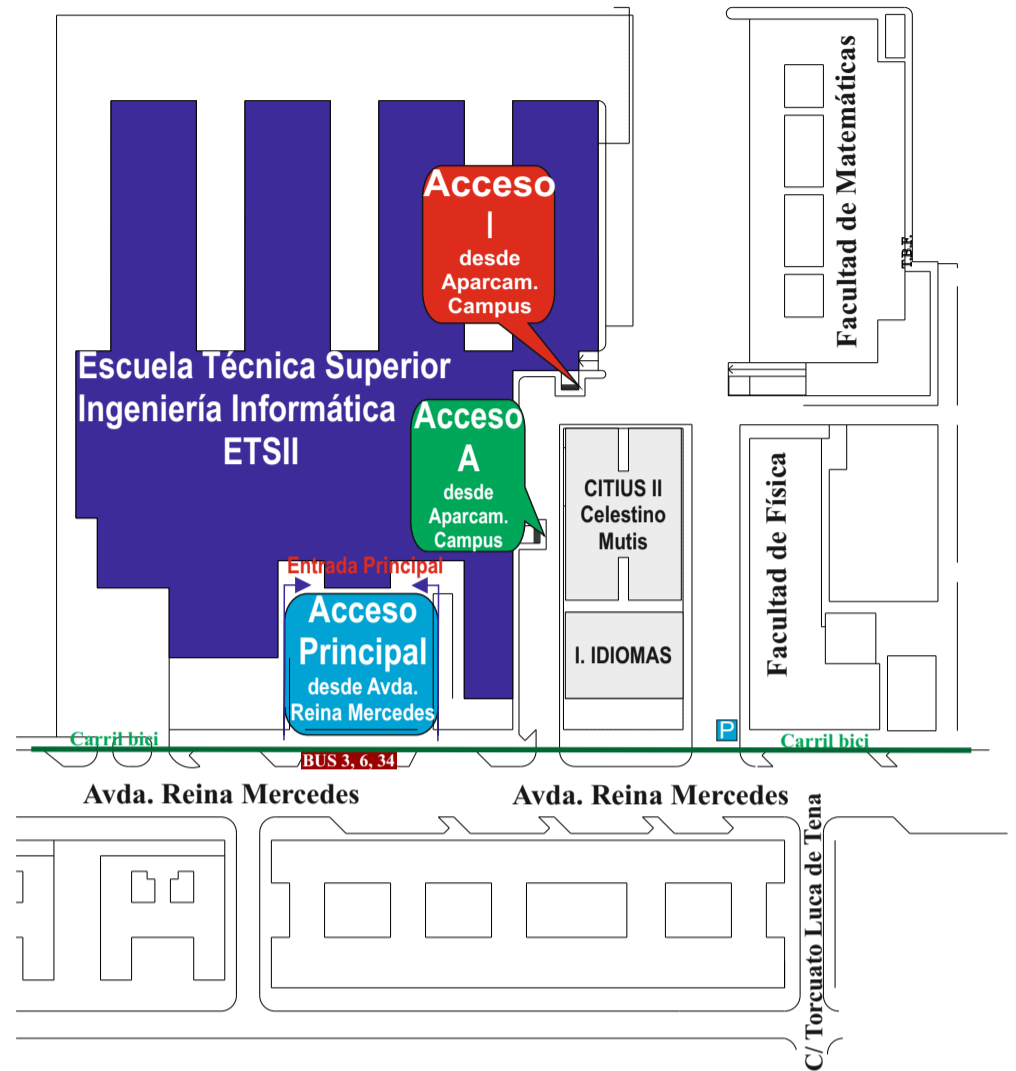 Facultad de Matemáticas
T.B.F.
Acceso
I
desde
Aparcam.
Campus
Escuela Técnica Superior
Ingeniería Informática
ETSII
Acceso
A
desde
Aparcam.
Campus
CITIUS II
Celestino
Mutis
I. IDIOMAS
Facultad de Física
Entrada Principal
Acceso
Principal
desde Avda.
Reina Mercedes
P
Carril bici
Carril bici
BUS 3, 6, 34
Avda. Reina Mercedes
Avda. Reina Mercedes
C/ Torcuato Luca de Tena